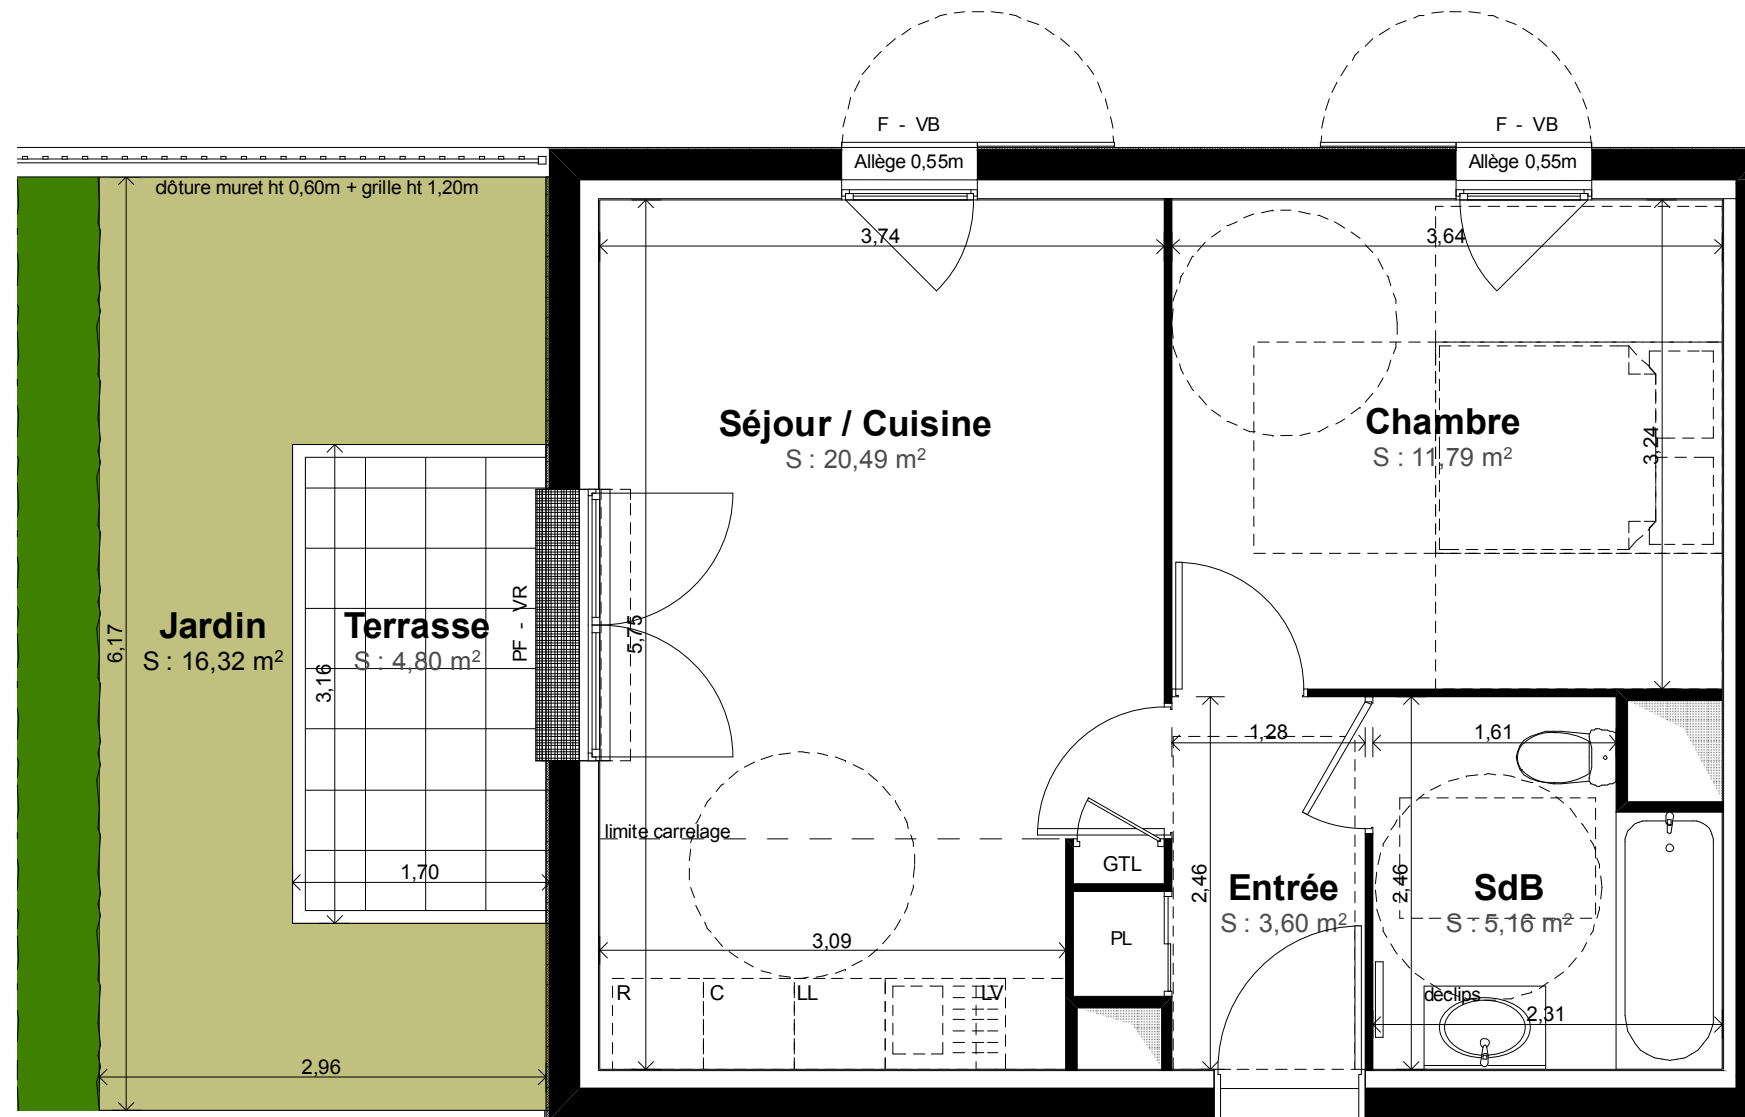 F - VB
F - VB
Allège 0,55m
Allège 0,55m
clôture muret ht 0,60m + grille ht 1,20m
3,74
3,64
Séjour / Cuisine
S : 20,49 m²
Chambre
S : 11,79 m²
3,24
Jardin
S : 16,32 m²
Terrasse
S : 4,80 m²
6,17
3,16
PF - VR
5,75
1,28
1,61
limite carrelage
1,70
GTL
2,46
Entrée
S : 3,60 m²
2,46
SdB
S : 5,16 m²
3,09
PL
R
C
LL
LV
déclips
2,31
2,96